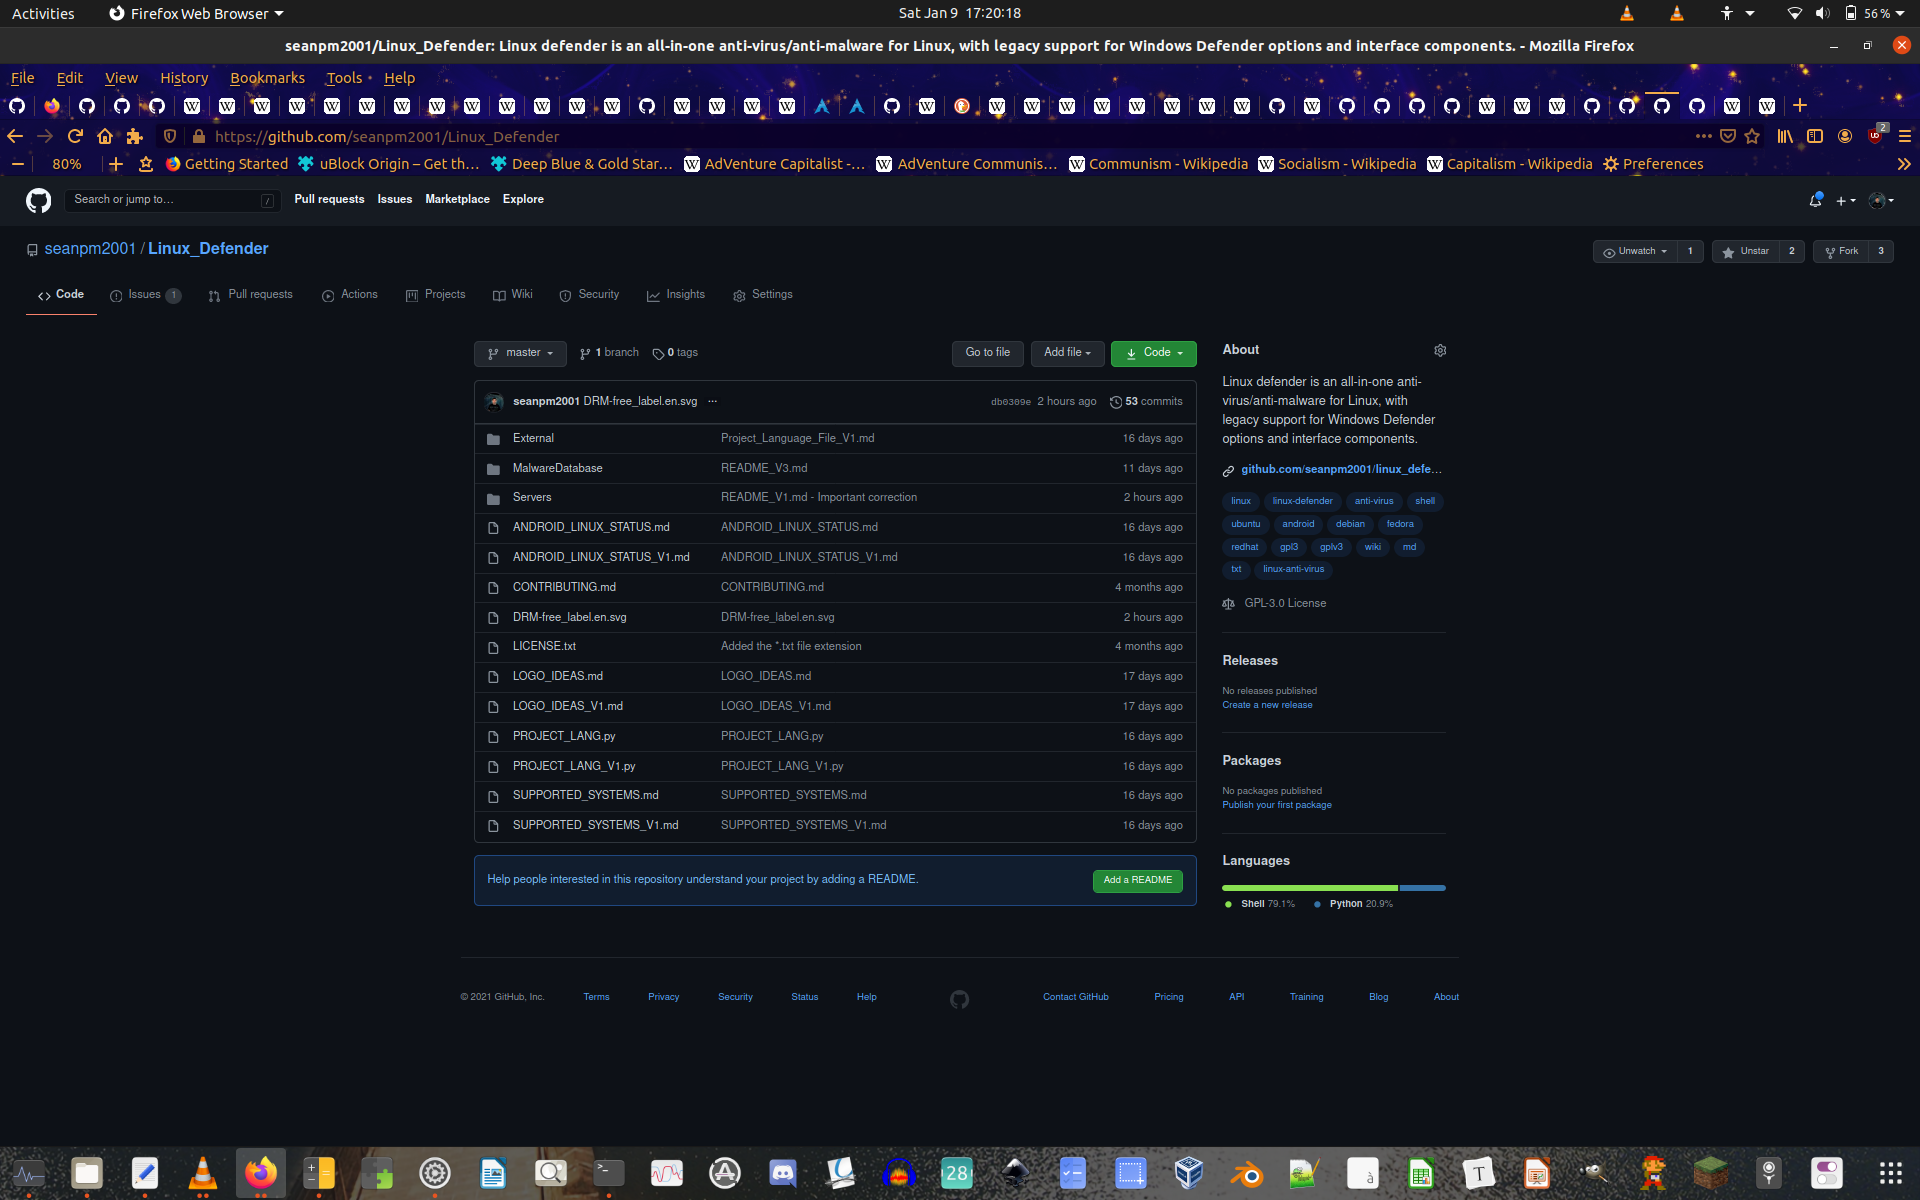 Activities
Firefox Web Browser
Sat Jan 9 17:20:18
56 %
seanpm2001/Linux_Defender: Linux defender is an all-in-one anti-virus/anti-malware for Linux, with legacy support for Windows Defender options and interface components. - Mozilla Firefox
File Edit View History Bookmarks Tools Help
https://github.com/seanpm2001/Linux_Defender
2
80%
Getting Started
uBlock Origin – Get th…
Deep Blue & Gold Star…
AdVenture Capitalist -…
AdVenture Communis…
Communism - Wikipedia
Socialism - Wikipedia
Capitalism - Wikipedia
Preferences
Search or jump to…
/
Pull requests Issues Marketplace Explore
seanpm2001 / Linux_Defender
Unwatch 1
Unstar 2
Fork 3
Code
Issues 1
Pull requests
Actions
Projects
Wiki
Security
Insights
Settings
master
1 branch
0 tags
Go to file
Add file
Code
seanpm2001 DRM-free_label.en.svg ...
db0309e 2 hours ago
53 commits
External Project_Language_File_V1.md 16 days ago
MalwareDatabase README_V3.md 11 days ago
Servers README_V1.md - Important correction 2 hours ago
ANDROID_LINUX_STATUS.md ANDROID_LINUX_STATUS.md 16 days ago
ANDROID_LINUX_STATUS_V1.md ANDROID_LINUX_STATUS_V1.md 16 days ago
CONTRIBUTING.md CONTRIBUTING.md 4 months ago
DRM-free_label.en.svg DRM-free_label.en.svg 2 hours ago
LICENSE.txt Added the *.txt file extension 4 months ago
LOGO_IDEAS.md LOGO_IDEAS.md 17 days ago
LOGO_IDEAS_V1.md LOGO_IDEAS_V1.md 17 days ago
PROJECT_LANG.py PROJECT_LANG.py 16 days ago
PROJECT_LANG_V1.py PROJECT_LANG_V1.py 16 days ago
SUPPORTED_SYSTEMS.md SUPPORTED_SYSTEMS.md 16 days ago
SUPPORTED_SYSTEMS_V1.md SUPPORTED_SYSTEMS_V1.md 16 days ago
Help people interested in this repository understand your project by adding a README.
Add a README
About
Linux defender is an all-in-one anti-
virus/anti-malware for Linux, with
legacy support for Windows Defender
options and interface components.
github.com/seanpm2001/linux_defe…
linux linux-defender anti-virus shell
ubuntu android debian fedora
redhat gpl3 gplv3 wiki md
txt linux-anti-virus
GPL-3.0 License
Releases
No releases published
Create a new release
Packages
No packages published
Publish your first package
Languages
Shell 79.1% Python 20.9%
© 2021 GitHub, Inc. Terms Privacy Security Status Help Contact GitHub Pricing API Training Blog About
28